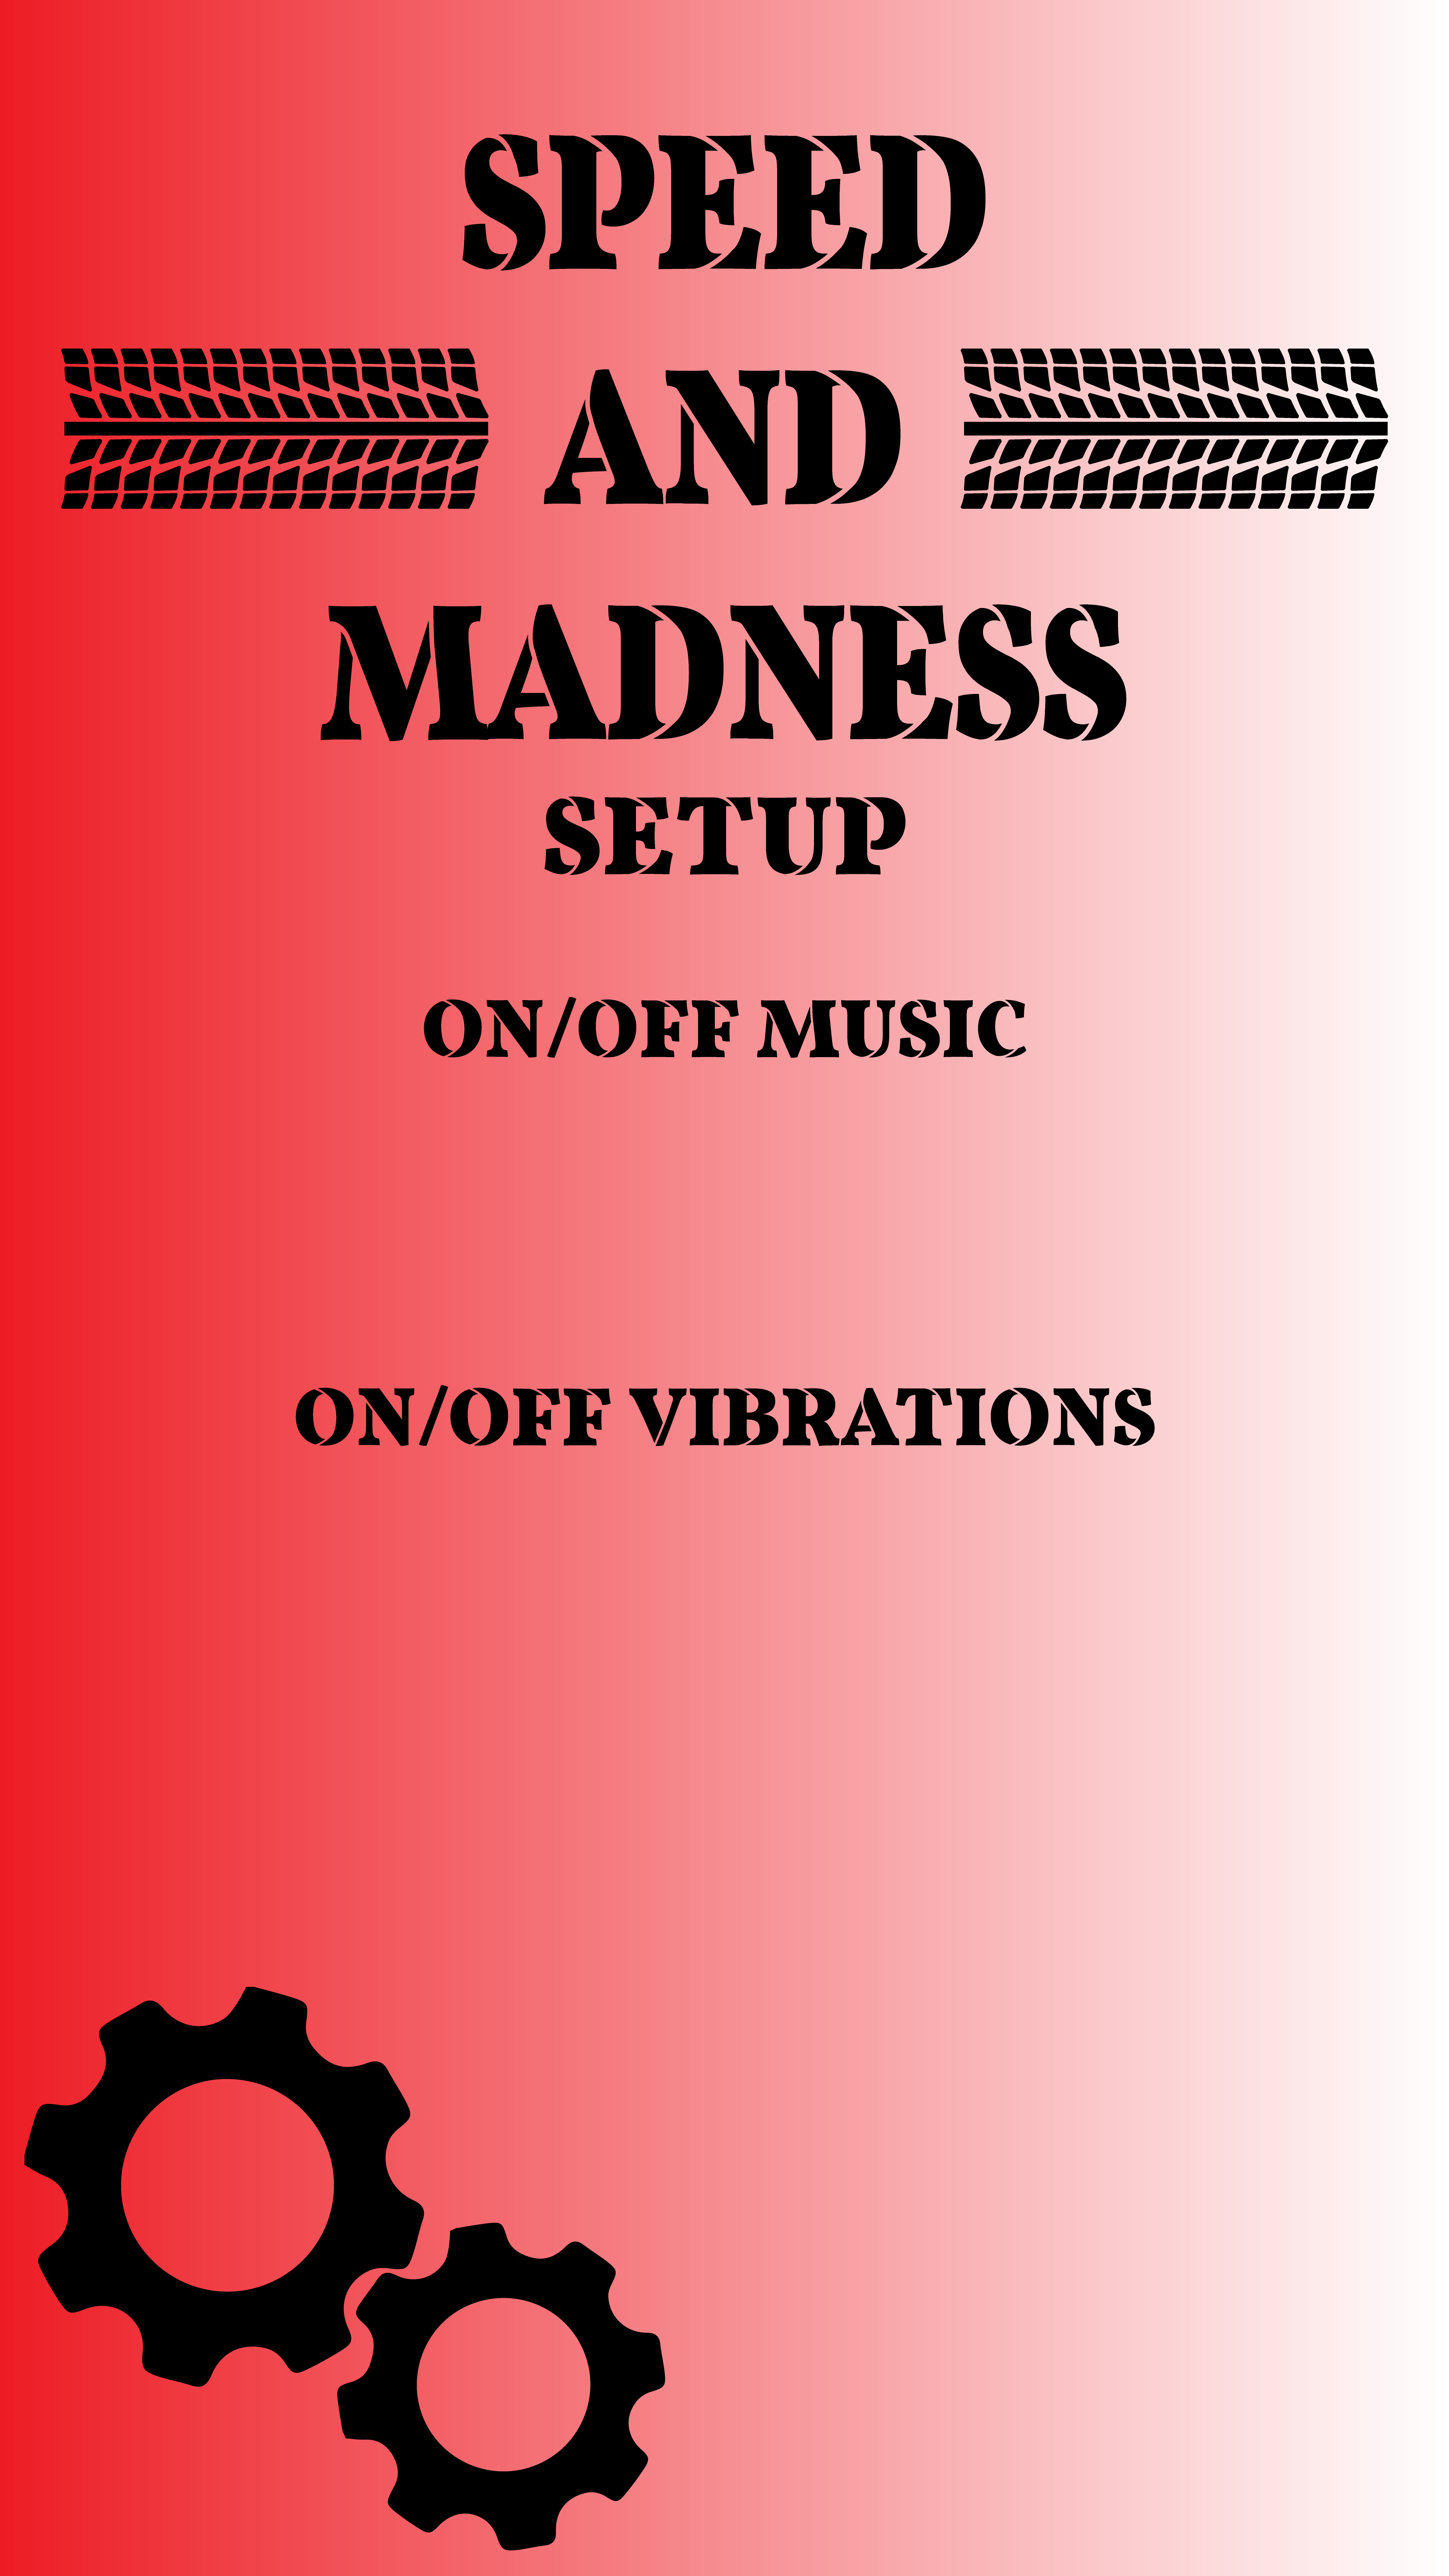 SPEED
AND
MADNESS
SETUP
ON/OFF MUSIC
ON/OFF VIBRATIONS